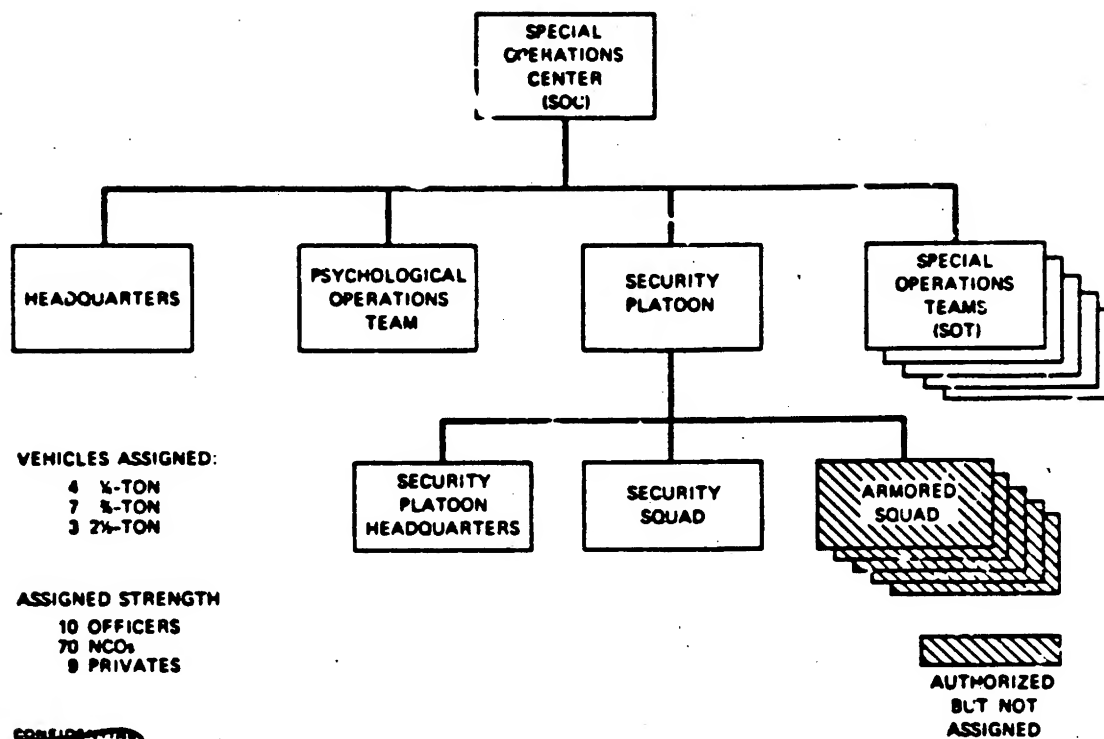 SPECIAL
OPERATIONS
CENTER
(SOC)
HEADQUARTERS
PSYCHOLOGICAL
OPERATIONS
TEAM
SECURITY
PLATOON
SPECIAL
OPERATIONS
TEAMS
(SOT)
SECURITY
PLATOON
HEADQUARTERS
SECURITY
SQUAD
ARMORED
SQUAD
VEHICLES ASSIGNED:
4 ¼-TON
7 ¾-TON
3 2½-TON
ASSIGNED STRENGTH
10 OFFICERS
70 NCOs
9 PRIVATES
AUTHORIZED
BUT NOT
ASSIGNED